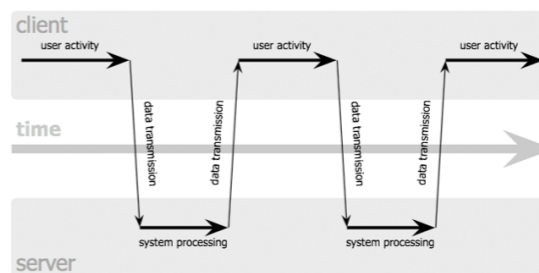 client
user activity
user activity
user activity
data transmission
data transmission
data transmission
data transmission
time
system processing
system processing
server